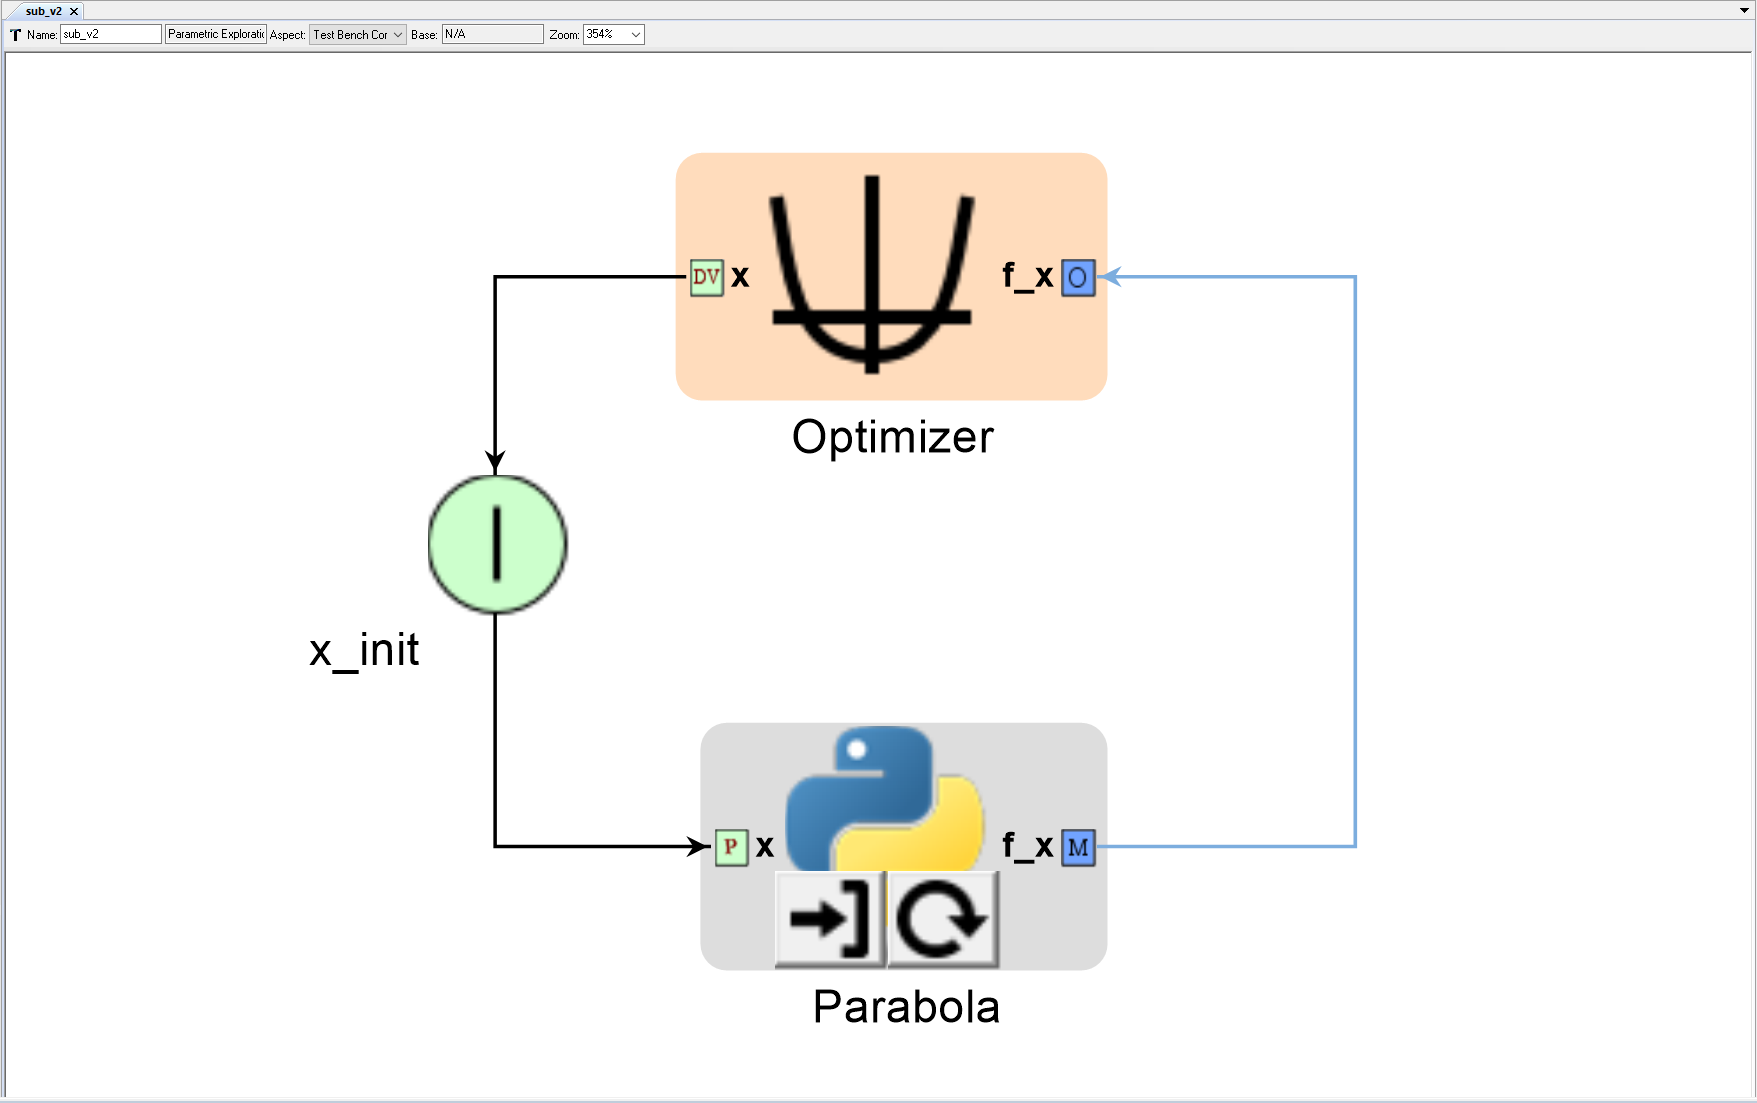 sub_v2
Name: sub_v2 Parametric Exploratic Aspect: Test Bench Cor Base: N/A Zoom: 354%
DV x f_x O
Optimizer
I
x_init
P x f_x M
Parabola